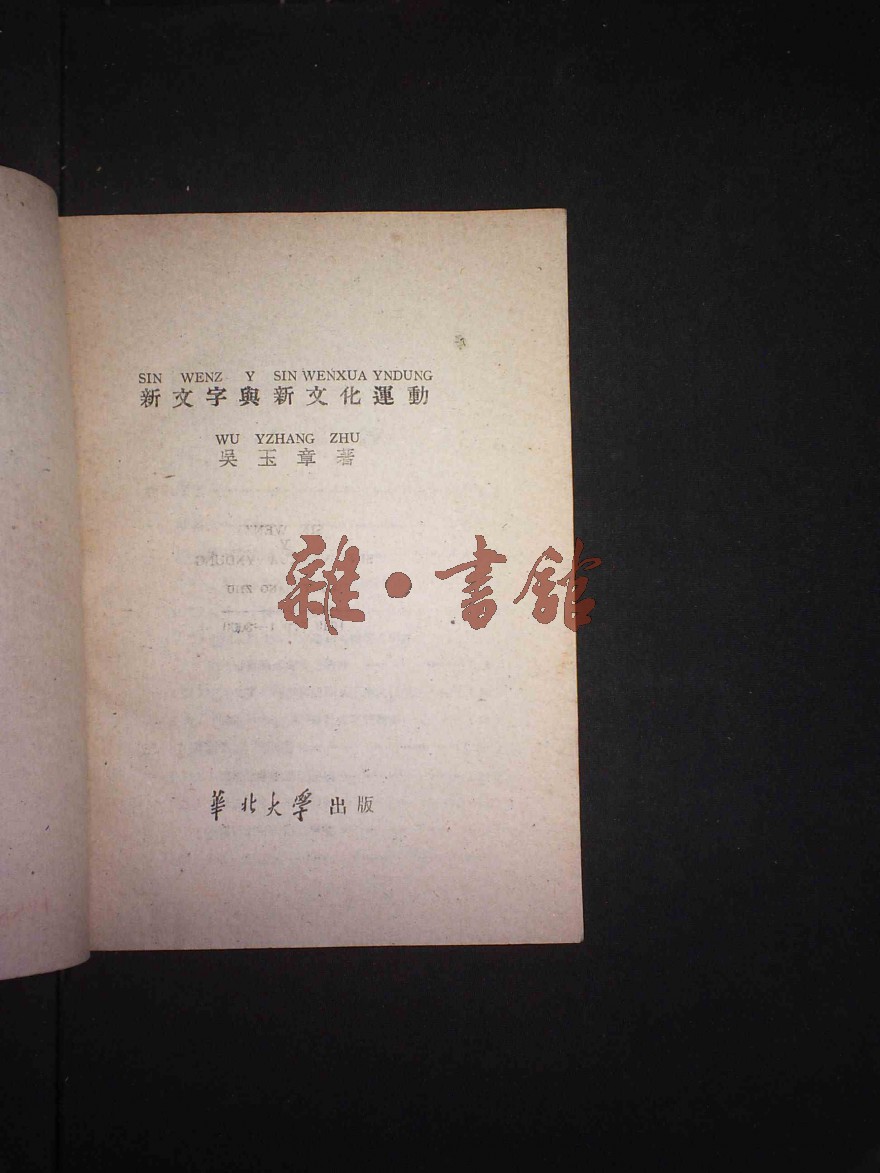 SIN WENZ Y SIN WENXUA YNDUNG
新文字與新文化運動
WU YZHANG ZHU
吳玉章著
雜·書館
華北大學出版